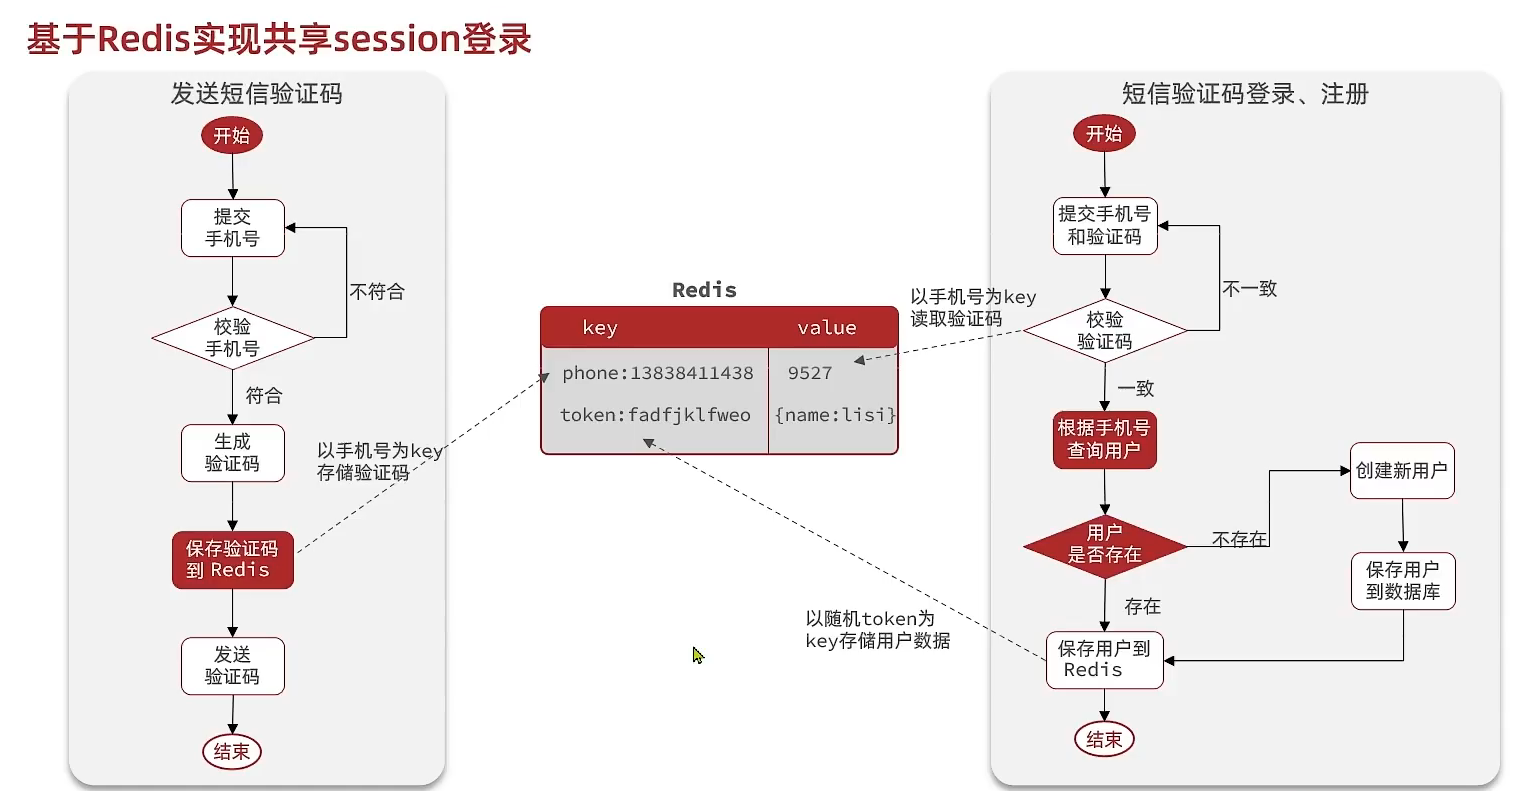 基于Redis实现共享session登录
发送短信验证码
开始
提交
手机号
不符合
校验
手机号
符合
生成
验证码
以手机号为key
存储验证码
保存验证码
到 Redis
发送
验证码
结束
Redis
key value
phone:13838411438 9527
token:fadfjklfweo {name:lisi}
以手机号为key
读取验证码
以随机token为
key存储用户数据
短信验证码登录、注册
开始
提交手机号
和验证码
不一致
校验
验证码
一致
根据手机号
查询用户
用户
是否存在
不存在
创建新用户
保存用户
到数据库
存在
保存用户到
Redis
结束